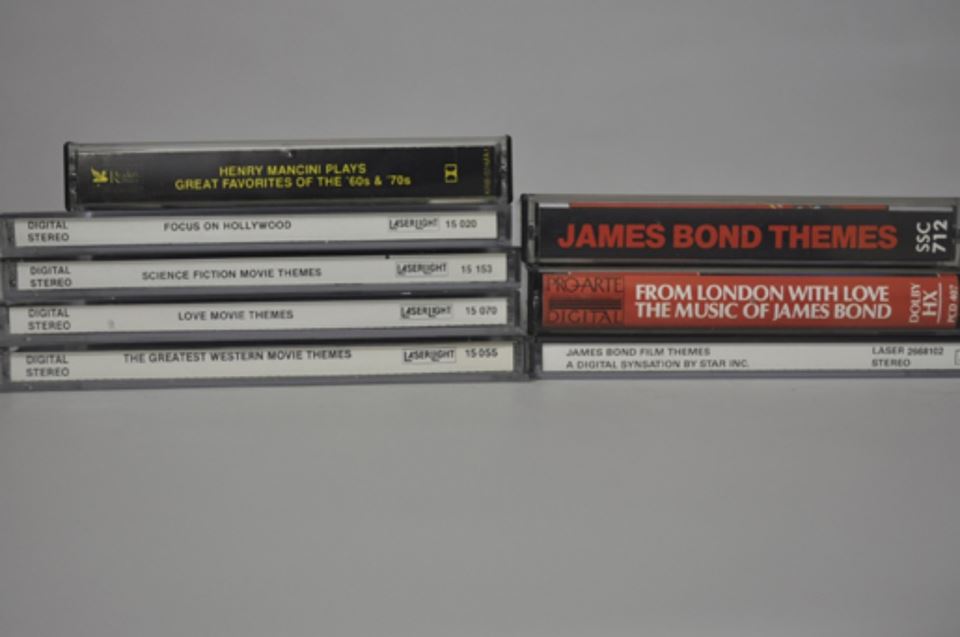 HENRY MANCINI PLAYS
GREAT FAVORITES OF THE '60s & '70s
DIGITAL STEREO
FOCUS ON HOLLYWOOD
LASERLIGHT 15 020
DIGITAL STEREO
SCIENCE FICTION MOVIE THEMES
LASERLIGHT 15 153
DIGITAL STEREO
LOVE MOVIE THEMES
LASERLIGHT 15 070
DIGITAL STEREO
THE GREATEST WESTERN MOVIE THEMES
LASERLIGHT 15 055
JAMES BOND THEMES
SSC 712
PRO-ARTE
DIGITAL
FROM LONDON WITH LOVE
THE MUSIC OF JAMES BOND
DOLBY HX
PCD 497
JAMES BOND FILM THEMES
A DIGITAL SYNSATION BY STAR INC.
LASER 2668102
STEREO